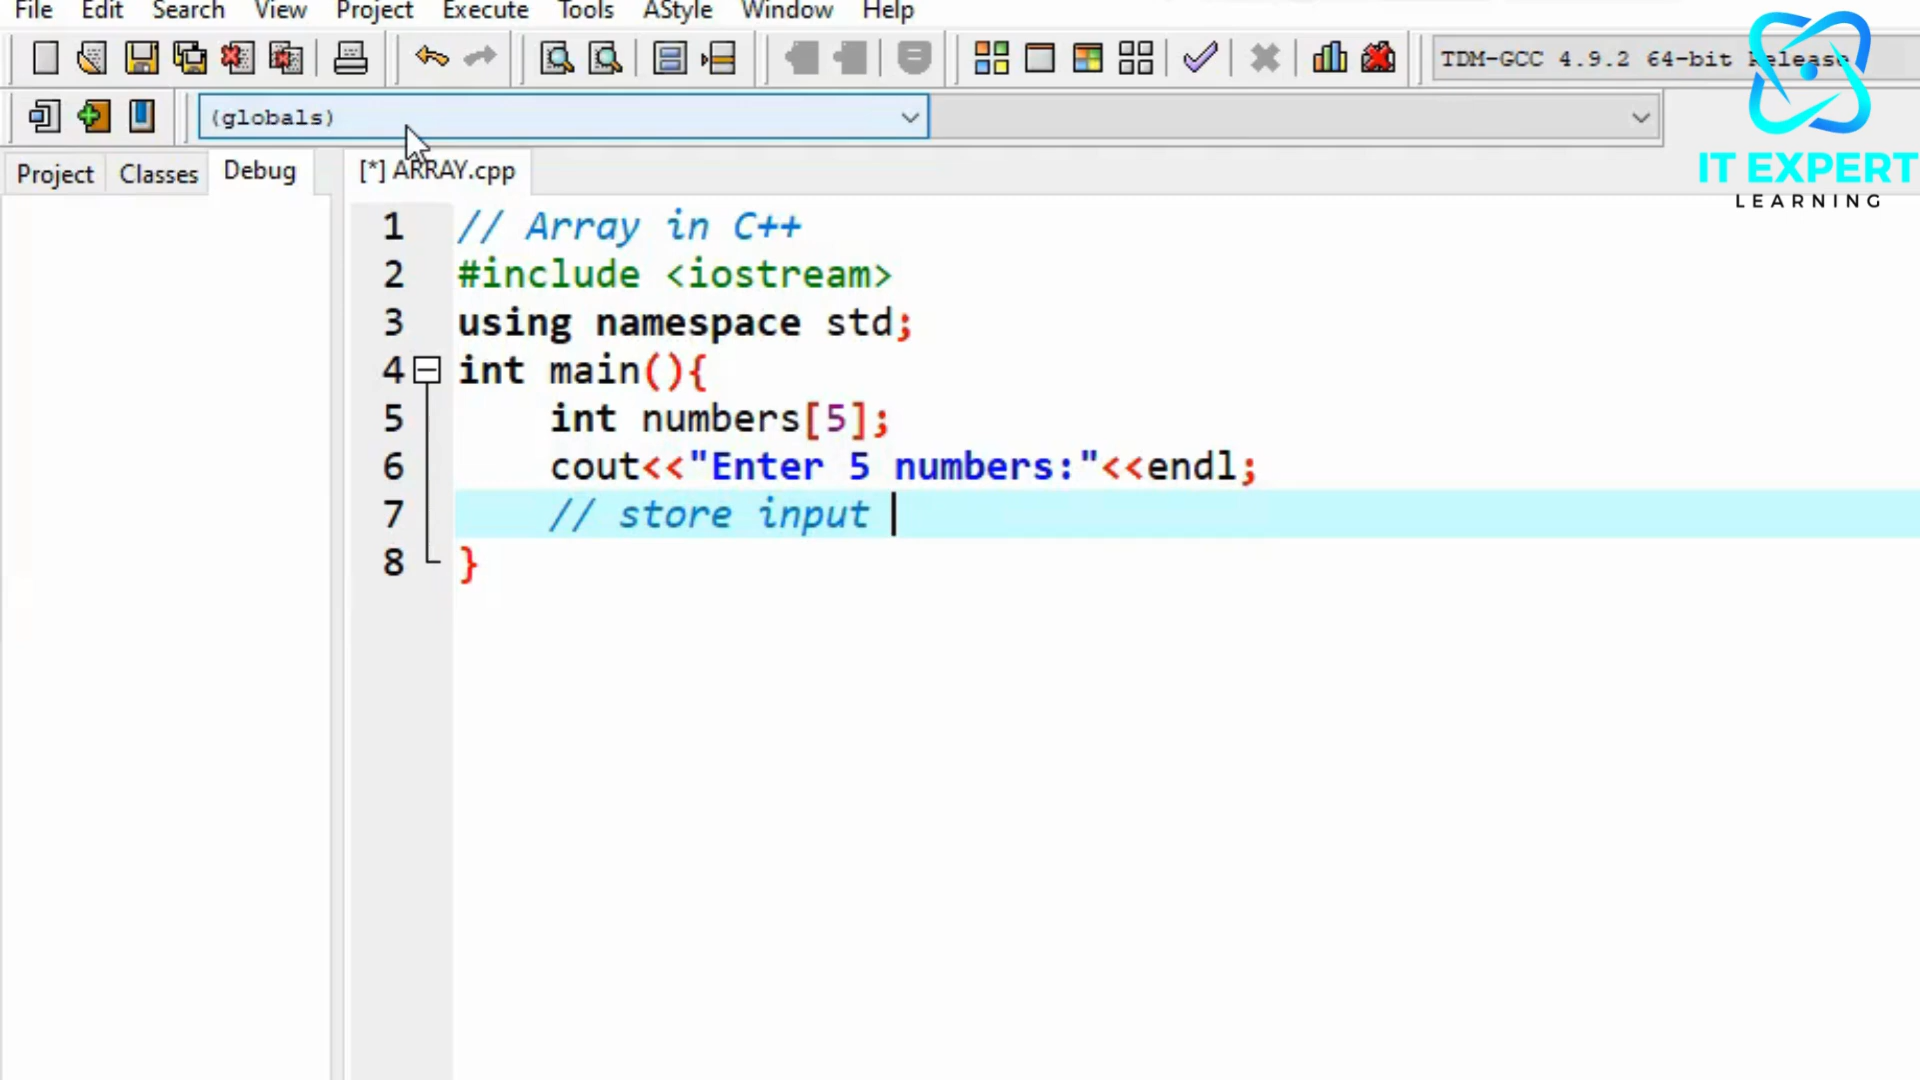 File Edit Search View Project Execute Tools AStyle Window Help
TDM-GCC 4.9.2 64-bit Release
(globals)
IT EXPERT
LEARNING
Project Classes Debug [*] ARRAY.cpp
1 // Array in C++
2 #include <iostream>
3 using namespace std;
4 int main(){
5 int numbers[5];
6 cout<<"Enter 5 numbers:"<<endl;
7 // store input
8 }